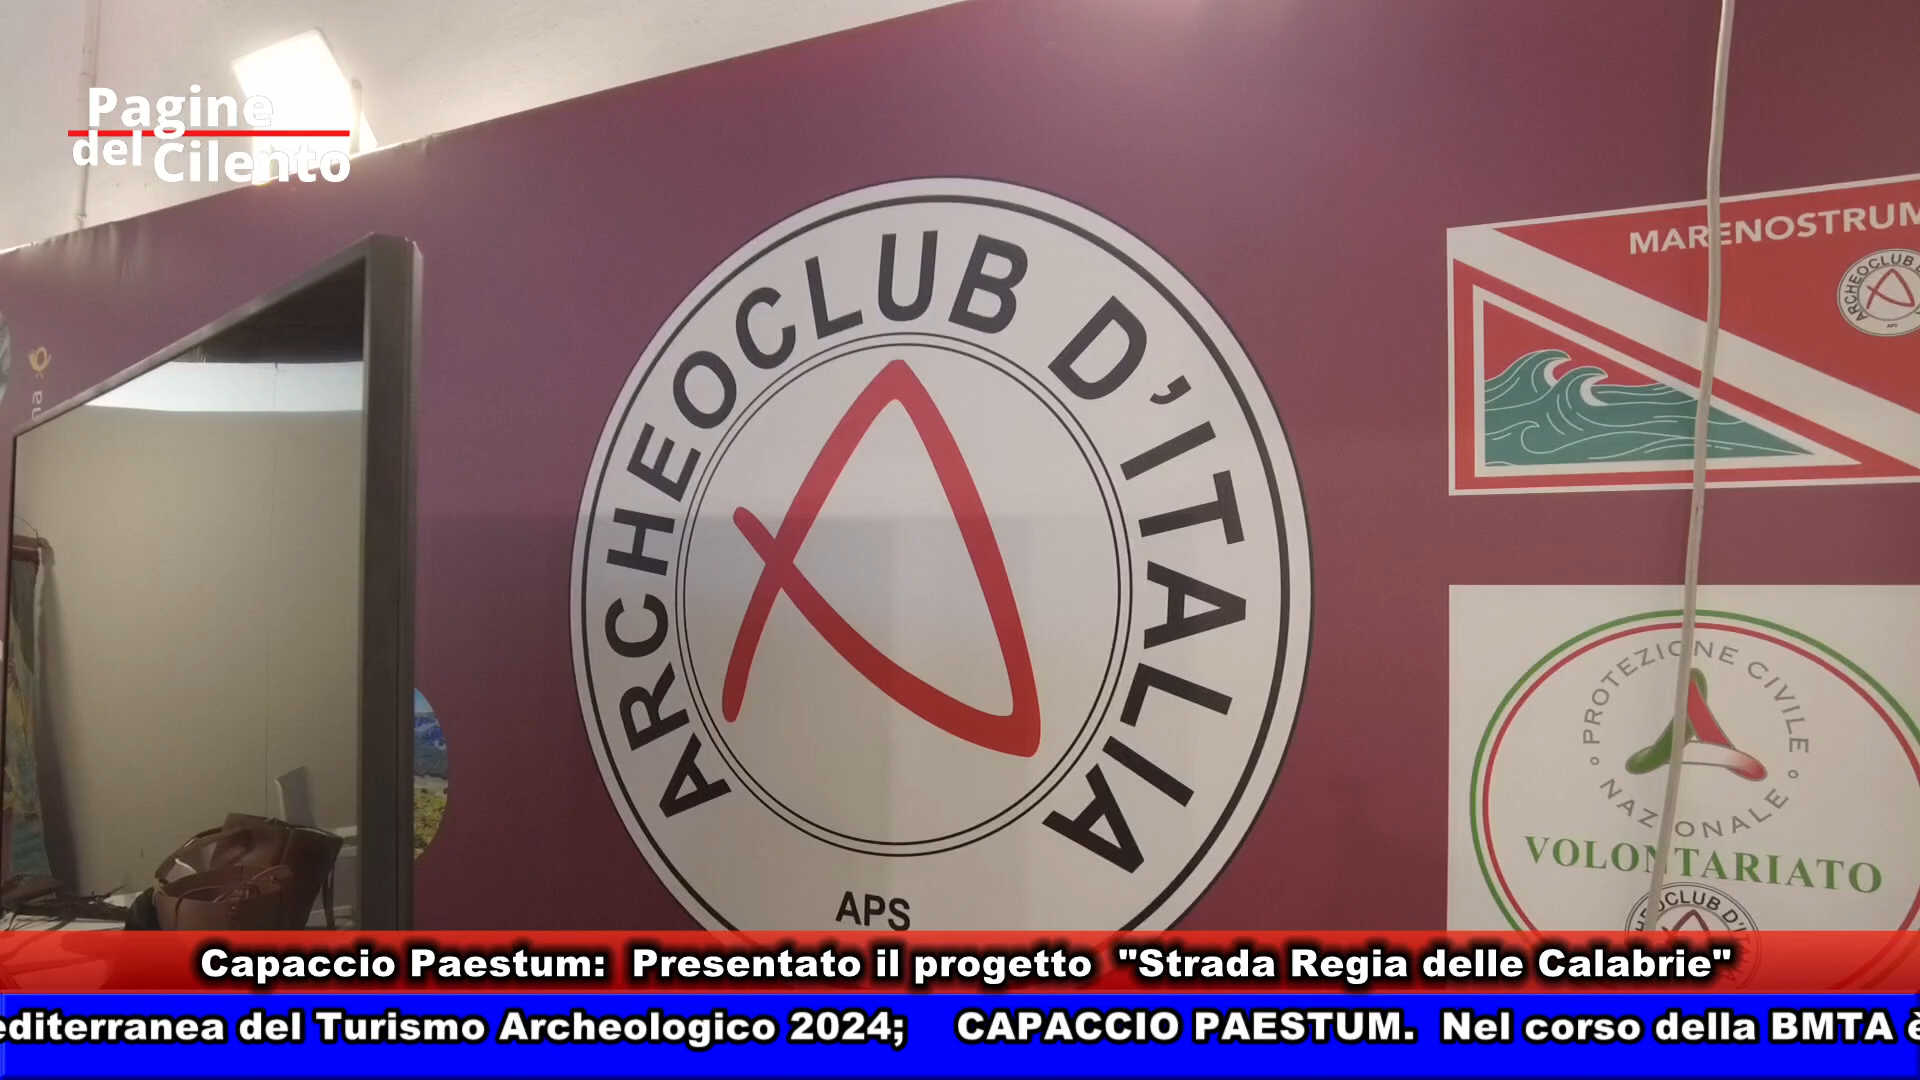 Pagine
del Cilento
ARCHEOCLUB D'ITALIA
APS
MARENOSTRUM
ARCHEOCLUB
APS
PROTEZIONE CIVILE
NAZIONALE
VOLONTARIATO
Capaccio Paestum: Presentato il progetto "Strada Regia delle Calabrie"
editerranea del Turismo Archeologico 2024; CAPACCIO PAESTUM. Nel corso della BMTA è